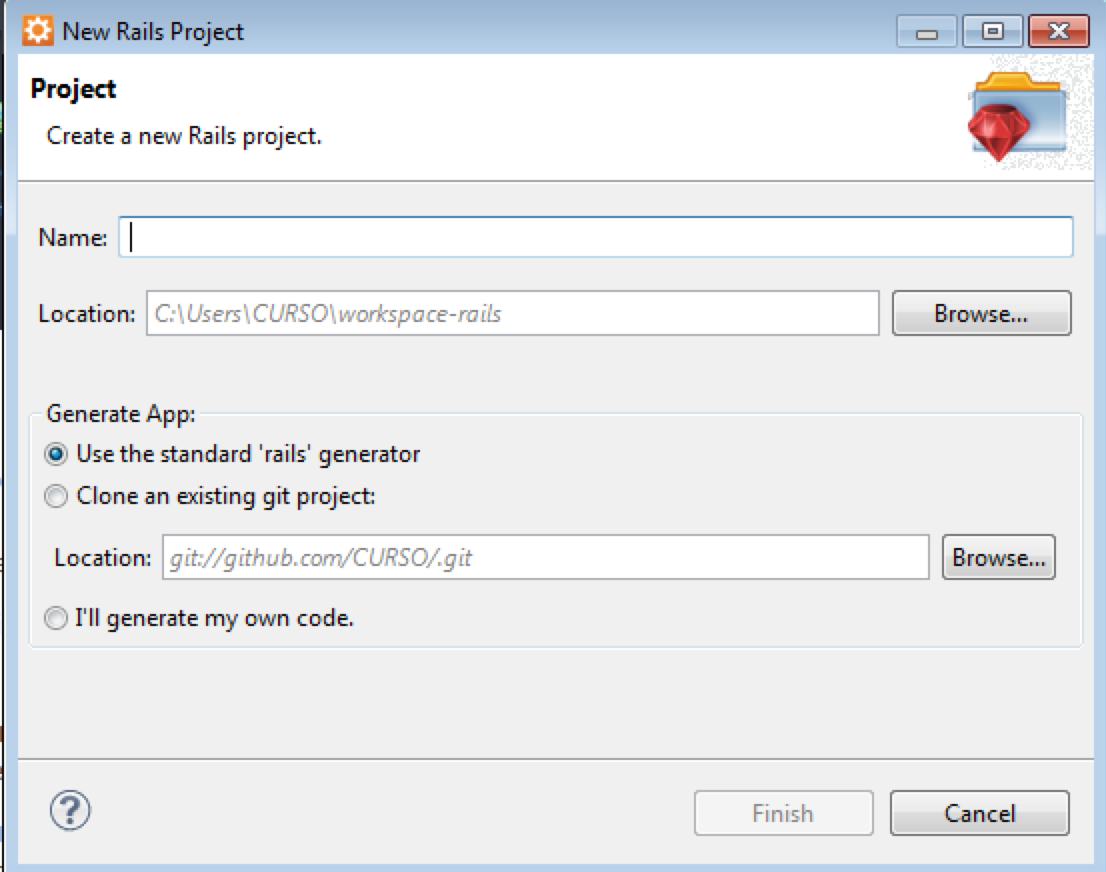 New Rails Project
Project
Create a new Rails project.
Name:
Location: C:\Users\CURSO\workspace-rails Browse...
Generate App:
Use the standard 'rails' generator
Clone an existing git project:
Location: git://github.com/CURSO/.git Browse...
I'll generate my own code.
? Finish Cancel